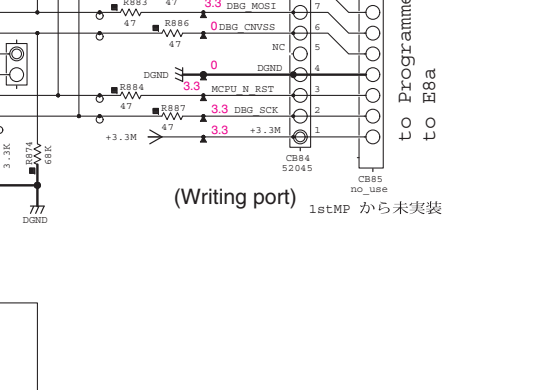 R883
47
3.3 DBG_MOSI
7
R886
47
0 DBG_CNVSS
6
NC
5
DGND
0
DGND
4
R884
47
3.3 MCPU_N_RST
3
R887
47
3.3 DBG_SCK
2
+3.3M
3.3 +3.3M
1
CB84
52045
CB85
no_use
(Writing port)
1stMP から未実装
to Programme
to E8a
3.3K
R874
68K
DGND